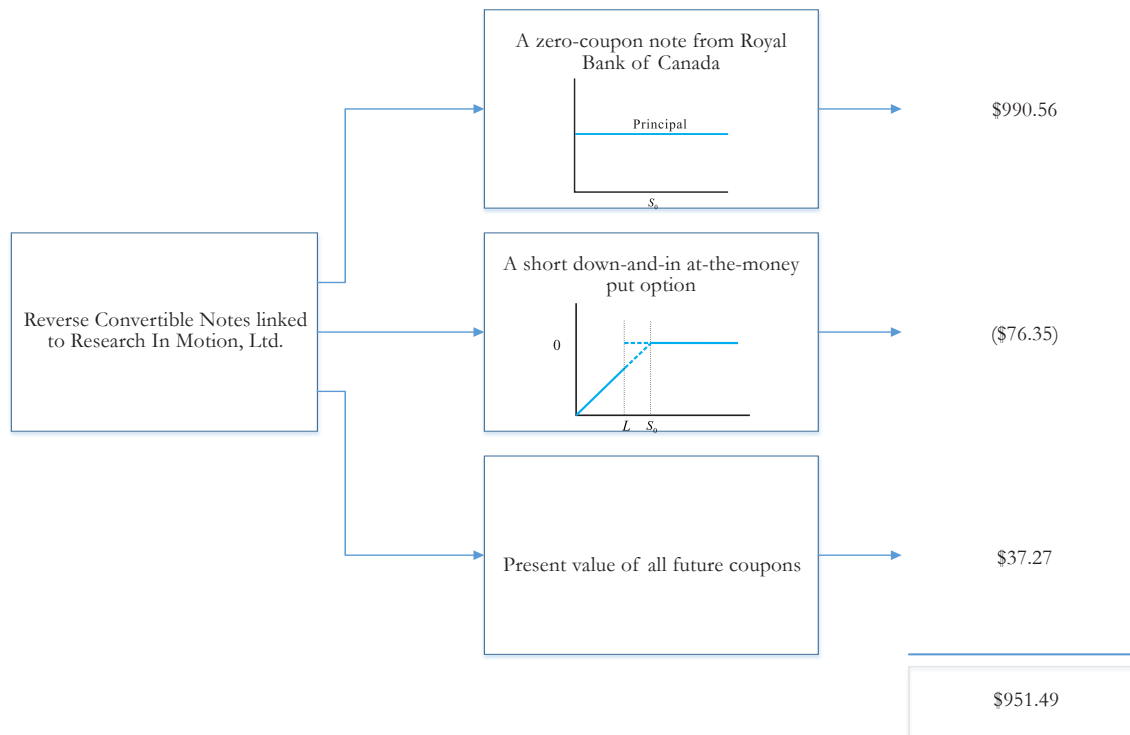 A zero-coupon note from Royal
Bank of Canada
Principal
S₀
$990.56
Reverse Convertible Notes linked
to Research In Motion, Ltd.
A short down-and-in at-the-money
put option
0
L S₀
($76.35)
Present value of all future coupons
$37.27
$951.49